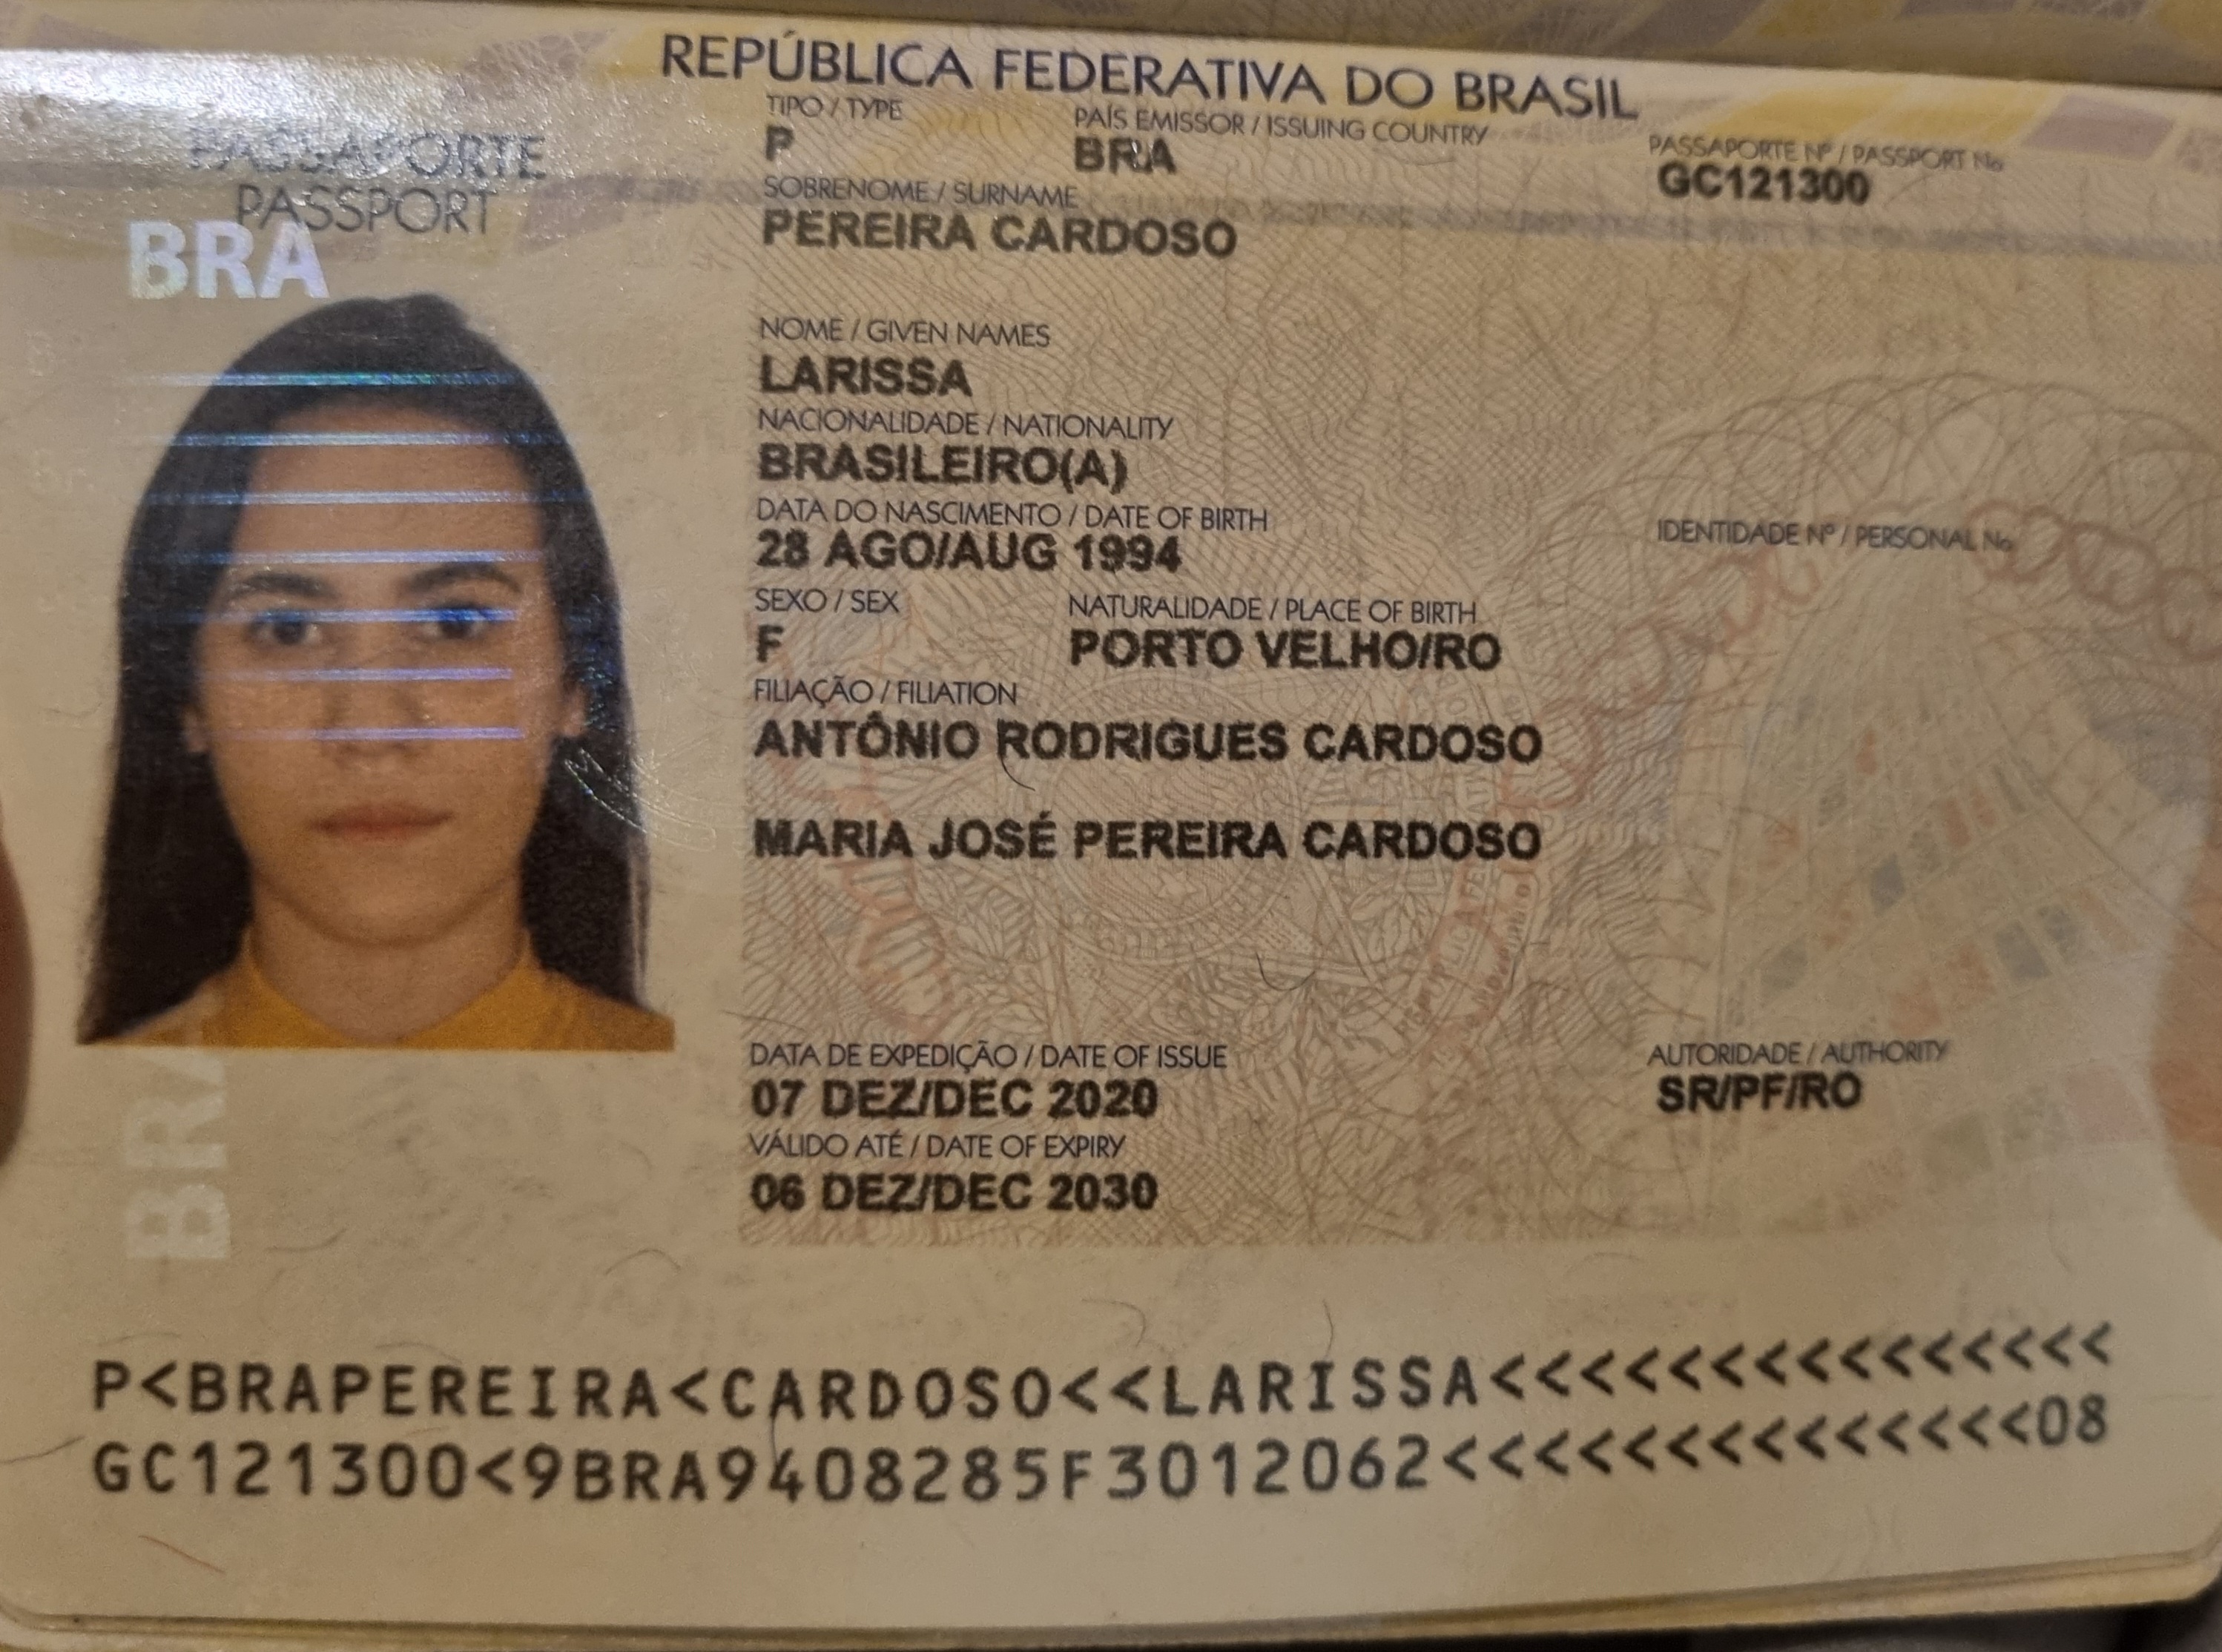 REPÚBLICA FEDERATIVA DO BRASIL
PASSAPORTE
PASSPORT
BRA
TIPO / TYPE
P
PAÍS EMISSOR / ISSUING COUNTRY
BRA
PASSAPORTE Nº / PASSPORT No.
GC121300
SOBRENOME / SURNAME
PEREIRA CARDOSO
NOME / GIVEN NAMES
LARISSA
NACIONALIDADE / NATIONALITY
BRASILEIRO(A)
DATA DO NASCIMENTO / DATE OF BIRTH
28 AGO/AUG 1994
IDENTIDADE Nº / PERSONAL No.
SEXO / SEX
F
NATURALIDADE / PLACE OF BIRTH
PORTO VELHO/RO
FILIAÇÃO / FILIATION
ANTÔNIO RODRIGUES CARDOSO
MARIA JOSÉ PEREIRA CARDOSO
DATA DE EXPEDIÇÃO / DATE OF ISSUE
07 DEZ/DEC 2020
AUTORIDADE / AUTHORITY
SR/PF/RO
VÁLIDO ATÉ / DATE OF EXPIRY
06 DEZ/DEC 2030
BRA
P<BRAPEREIRA<CARDOSO<<LARISSA<<<<<<<<<<<<<<<
GC121300<9BRA9408285F3012062<<<<<<<<<<<<<<08